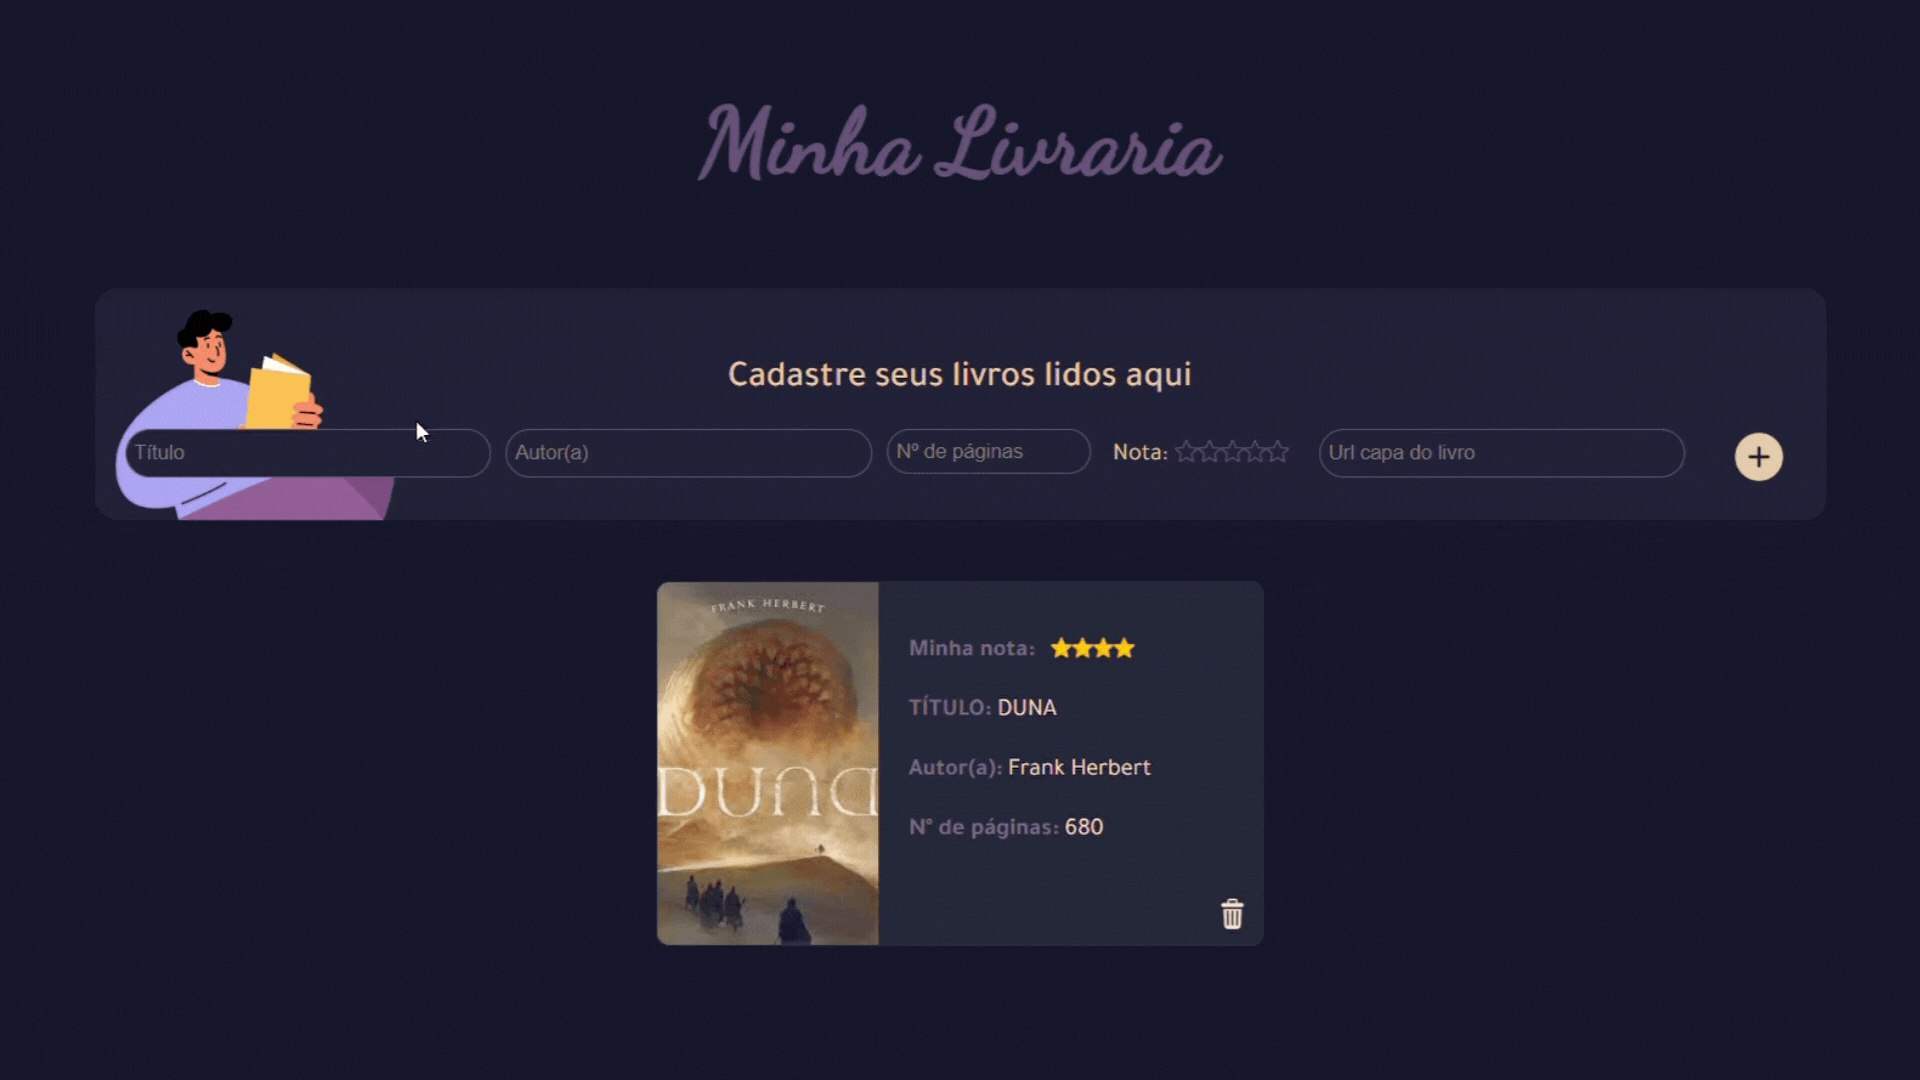 Minha Livraria
Cadastre seus livros lidos aqui
Título
Autor(a)
Nº de páginas
Nota:
Url capa do livro
FRANK HERBERT
DUNA
Minha nota:
TÍTULO: DUNA
Autor(a): Frank Herbert
N° de páginas: 680